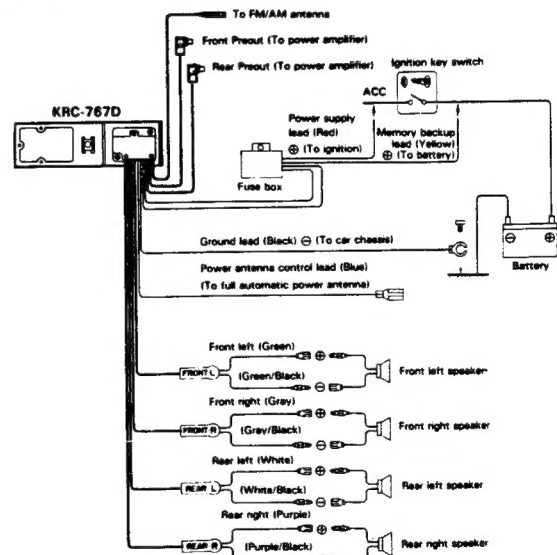 To FM/AM antenna
Front Preout (To power amplifier)
Rear Preout (To power amplifier)
Ignition key switch
KRC-767D
ACC
Power supply
lead (Red)
⊕ (To ignition)
Memory backup
lead (Yellow)
⊕ (To battery)
Fuse box
Ground lead (Black) ⊖ (To car chassis)
⊖ ⊕
Battery
Power antenna control lead (Blue)
(To full automatic power antenna)
Front left (Green)
FRONT L
(Green/Black)
⊕
⊖
Front left speaker
Front right (Gray)
FRONT R
(Gray/Black)
⊕
⊖
Front right speaker
Rear left (White)
REAR L
(White/Black)
⊕
⊖
Rear left speaker
Rear right (Purple)
REAR R
(Purple/Black)
⊕
Rear right speaker